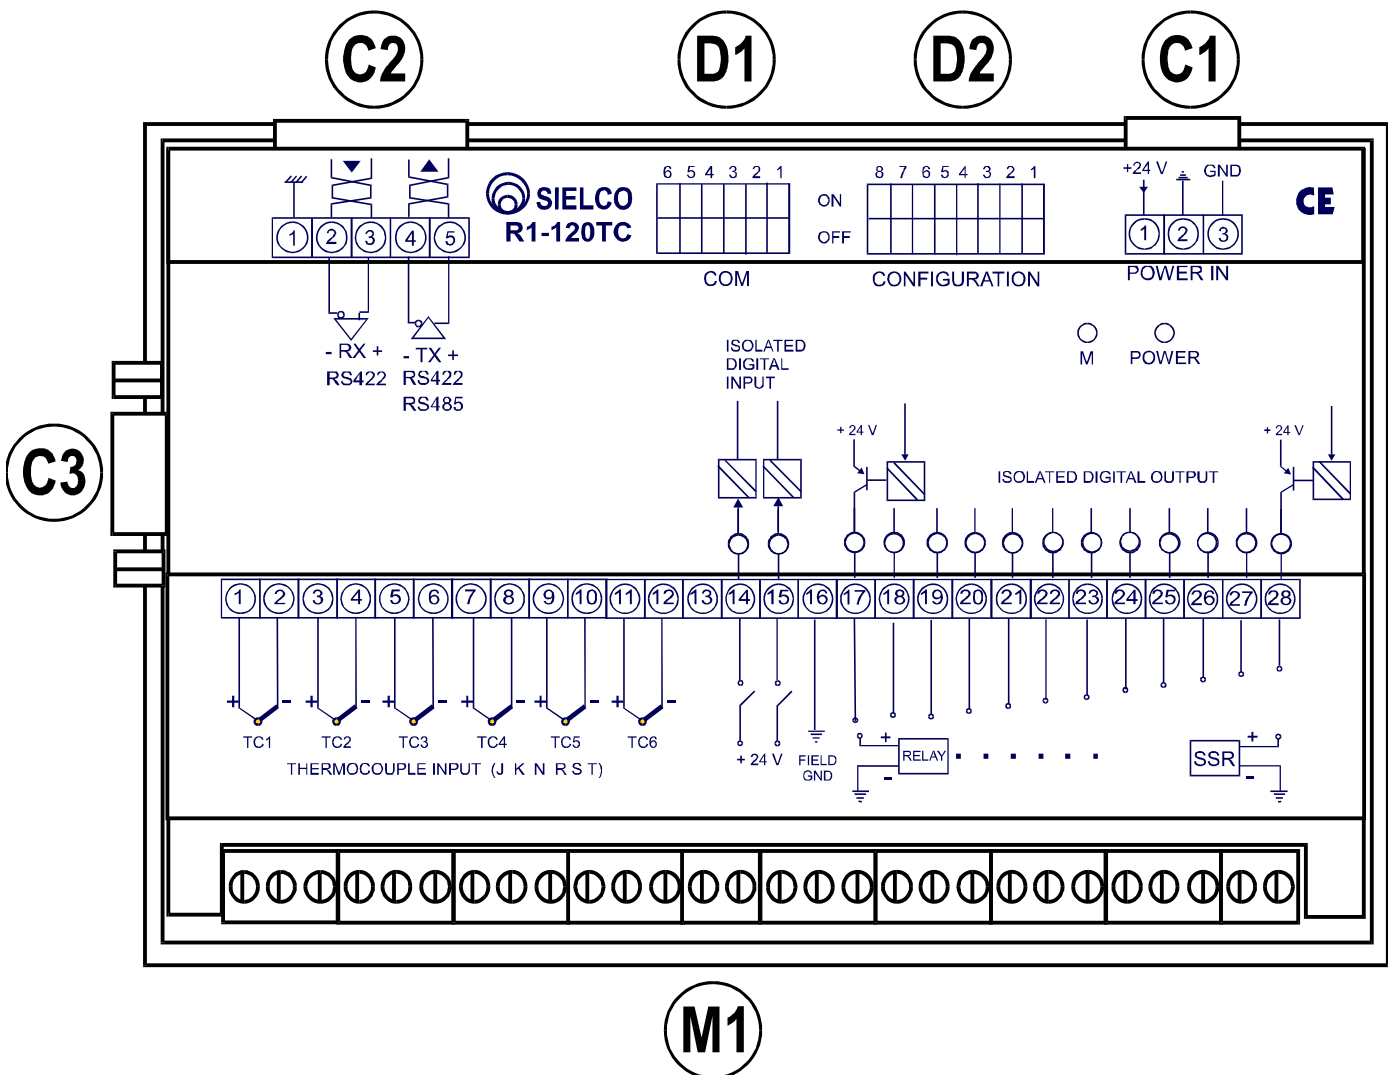 C2 D1 D2 C1
6 5 4 3 2 1
8 7 6 5 4 3 2 1
+24 V GND
SIELCO
R1-120TC
ON
OFF
CE
1 2 3 4 5
1 2 3
COM
CONFIGURATION
POWER IN
- RX +
RS422
- TX +
RS422
RS485
ISOLATED
DIGITAL
INPUT
M
POWER
+ 24 V
+ 24 V
ISOLATED DIGITAL OUTPUT
C3
1 2 3 4 5 6 7 8 9 10 11 12 13 14 15 16 17 18 19 20 21 22 23 24 25 26 27 28
+ - + - + - + - + - + -
TC1 TC2 TC3 TC4 TC5 TC6
THERMOCOUPLE INPUT (J K N R S T)
+ 24 V
FIELD
GND
+
RELAY
-
+
SSR
-
M1